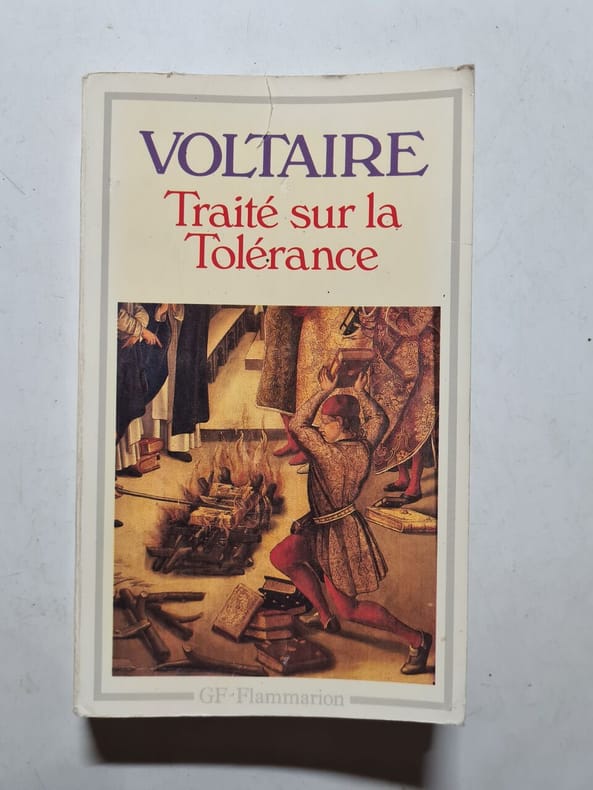 VOLTAIRE
Traité sur la
Tolérance
GF-Flammarion